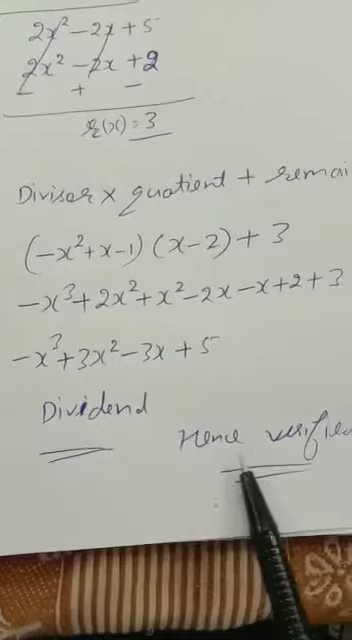 2x² - 2x + 5
2x² - 2x + 2
- + -
r(x) = 3
Divisor × quotient + remai
(-x²+x-1) (x-2) + 3
-x³+2x²+x²-2x-x+2+3
-x³+3x²-3x+5
Dividend
Hence verified